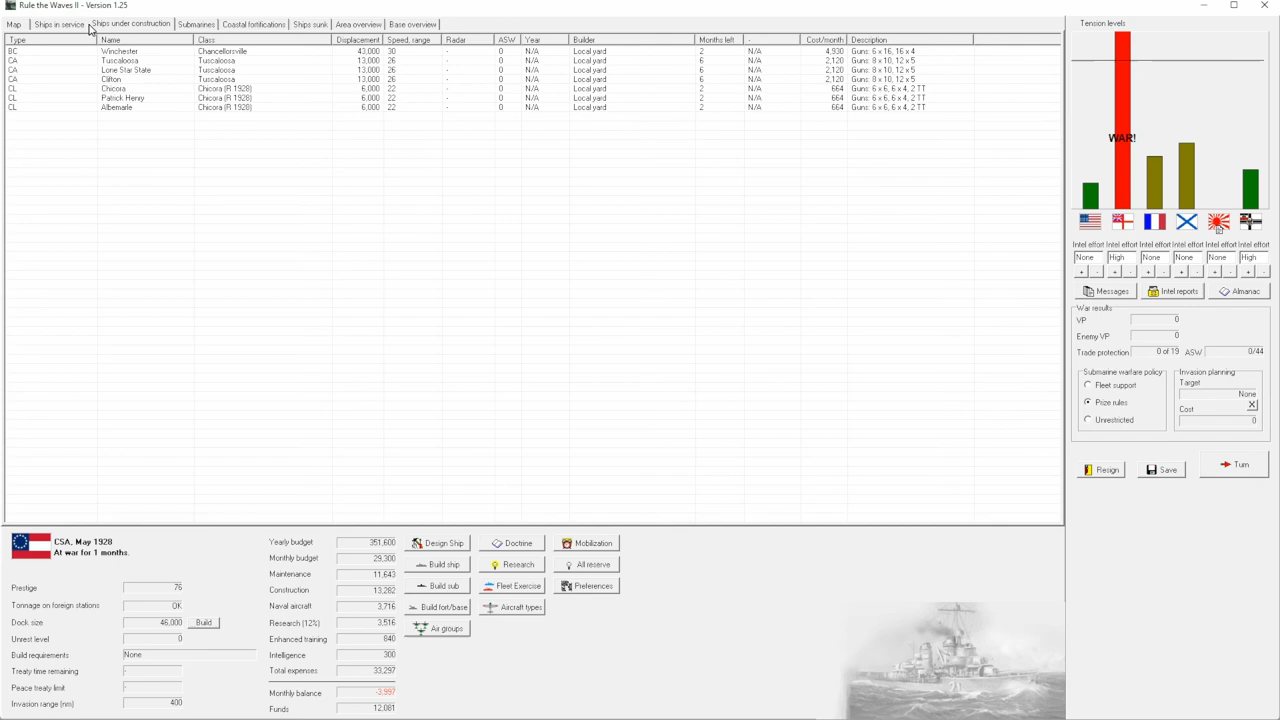 Rule the Waves II - Version 1.25
Map Ships in service Ships under construction Submarines Coastal fortifications Ships sunk Area overview Base overview
Type Name Class Displacement Speed, range Radar ASW Year Builder Months left - Cost/month Description
BC Winchester Chancellorsville 43,000 30 - 0 N/A Local yard 2 N/A 4,930 Guns: 6 x 16, 16 x 4
CA Tuscaloosa Tuscaloosa 13,000 26 - 0 N/A Local yard 6 N/A 2,120 Guns: 8 x 10, 12 x 5
CA Lone Star State Tuscaloosa 13,000 26 - 0 N/A Local yard 6 N/A 2,120 Guns: 8 x 10, 12 x 5
CA Clifton Tuscaloosa 13,000 26 - 0 N/A Local yard 6 N/A 2,120 Guns: 8 x 10, 12 x 5
CL Chicora Chicora (R 1928) 6,000 22 - 0 N/A Local yard 2 N/A 664 Guns: 6 x 6, 6 x 4, 2 TT
CL Patrick Henry Chicora (R 1928) 6,000 22 - 0 N/A Local yard 2 N/A 664 Guns: 6 x 6, 6 x 4, 2 TT
CL Albemarle Chicora (R 1928) 6,000 22 - 0 N/A Local yard 2 N/A 664 Guns: 6 x 6, 6 x 4, 2 TT
Tension levels
WAR!
Intel effort Intel effort Intel effort Intel effort Intel effort Intel effort
None High None None None High
+ - + - + - + - + - + -
Messages Intel reports Almanac
War results
VP 0
Enemy VP 0
Trade protection 0 of 19 ASW 0/44
Submarine warfare policy
Fleet support
Prize rules
Unrestricted
Invasion planning
Target
None
Cost X
0
Resign Save Turn
CSA, May 1928
At war for 1 months.
Prestige 76
Tonnage on foreign stations OK
Dock size 46,000 Build
Unrest level 0
Build requirements None
Treaty time remaining -
Peace treaty limit -
Invasion range (nm) 400
Yearly budget 351,600
Monthly budget 29,300
Maintenance 11,643
Construction 13,282
Naval aircraft 3,716
Research (12%) 3,516
Enhanced training 840
Intelligence 300
Total expenses 33,297
Monthly balance -3,997
Funds 12,081
Design Ship Doctrine Mobilization
Build ship Research All reserve
Build sub Fleet Exercise Preferences
Build fort/base Aircraft types
Air groups